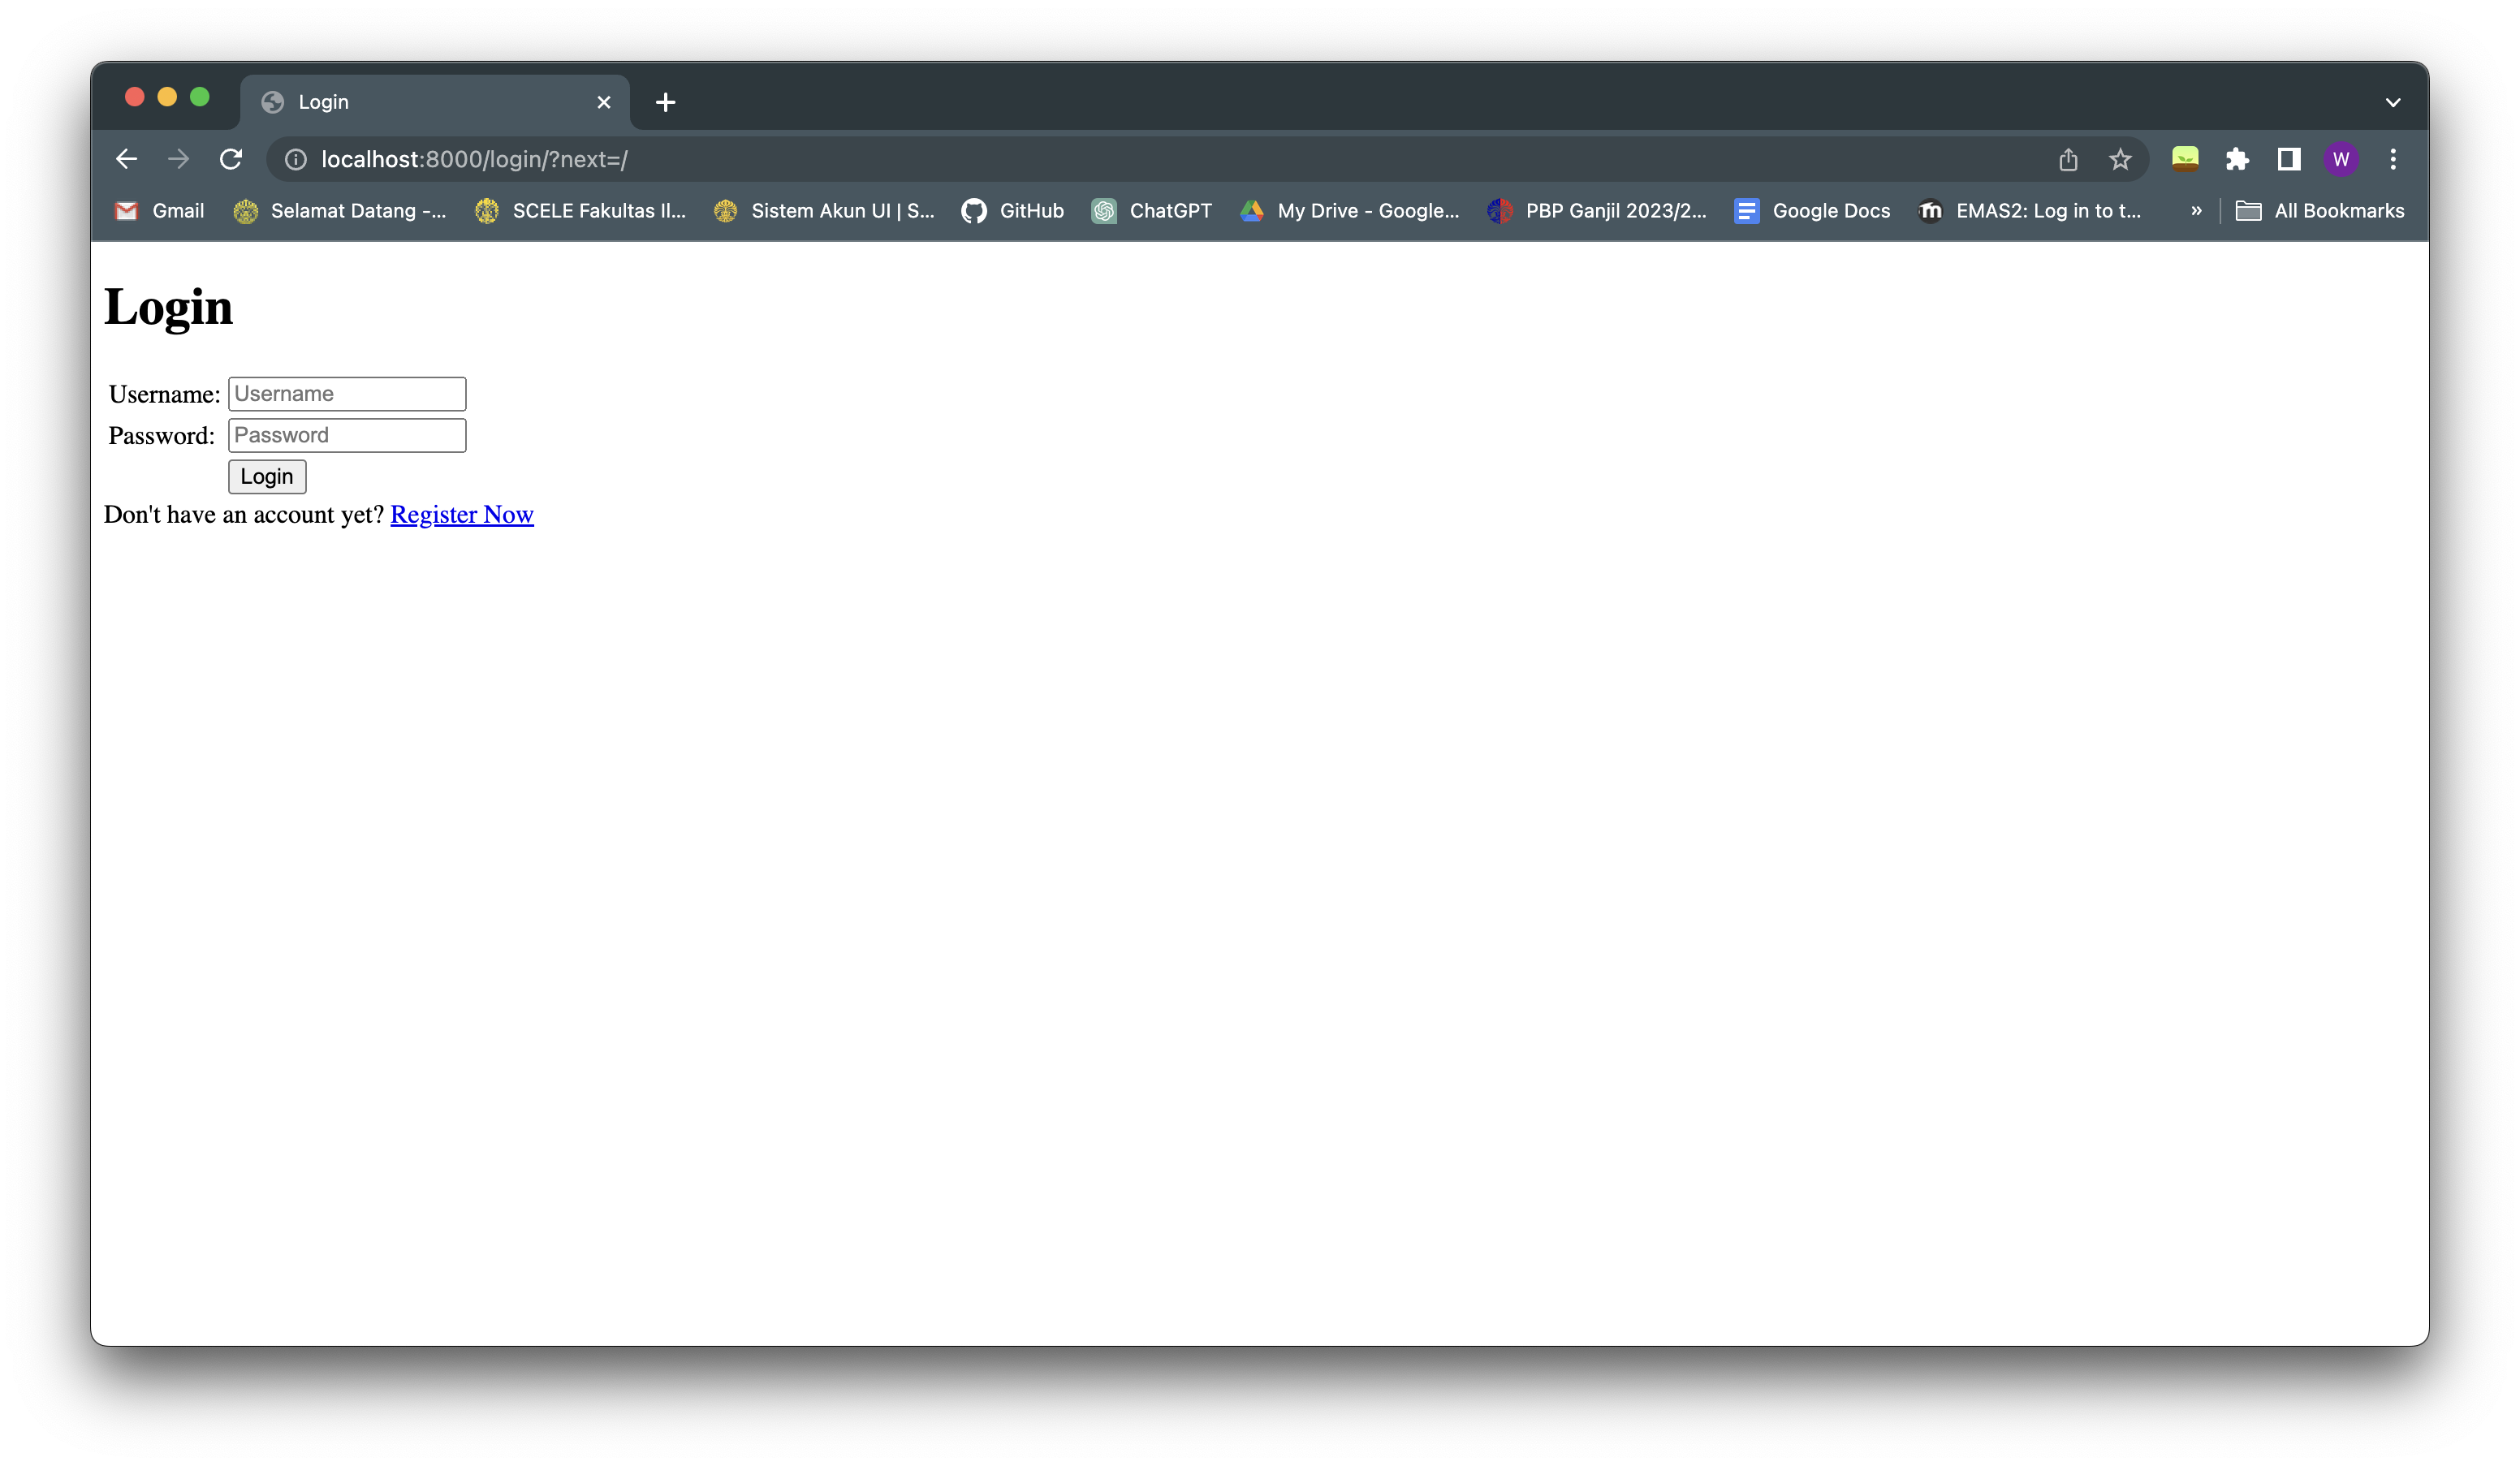 Login
localhost:8000/login/?next=/
W
Gmail Selamat Datang -... SCELE Fakultas Il... Sistem Akun UI | S... GitHub ChatGPT My Drive - Google... PBP Ganjil 2023/2... Google Docs EMAS2: Log in to t... » All Bookmarks
Login
Username: Username
Password: Password
Login
Don't have an account yet? Register Now